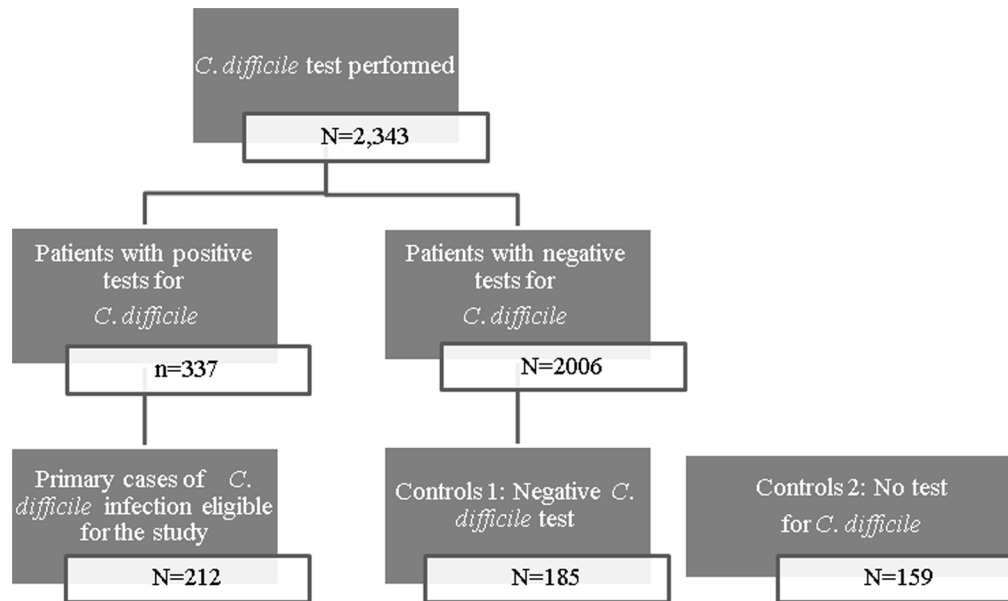 C. difficile test performed
N=2,343
Patients with positive
tests for
C. difficile
n=337
Patients with negative
tests for
C. difficile
N=2006
Primary cases of C.
difficile infection eligible
for the study
N=212
Controls 1: Negative C.
difficile test
N=185
Controls 2: No test
for C. difficile
N=159